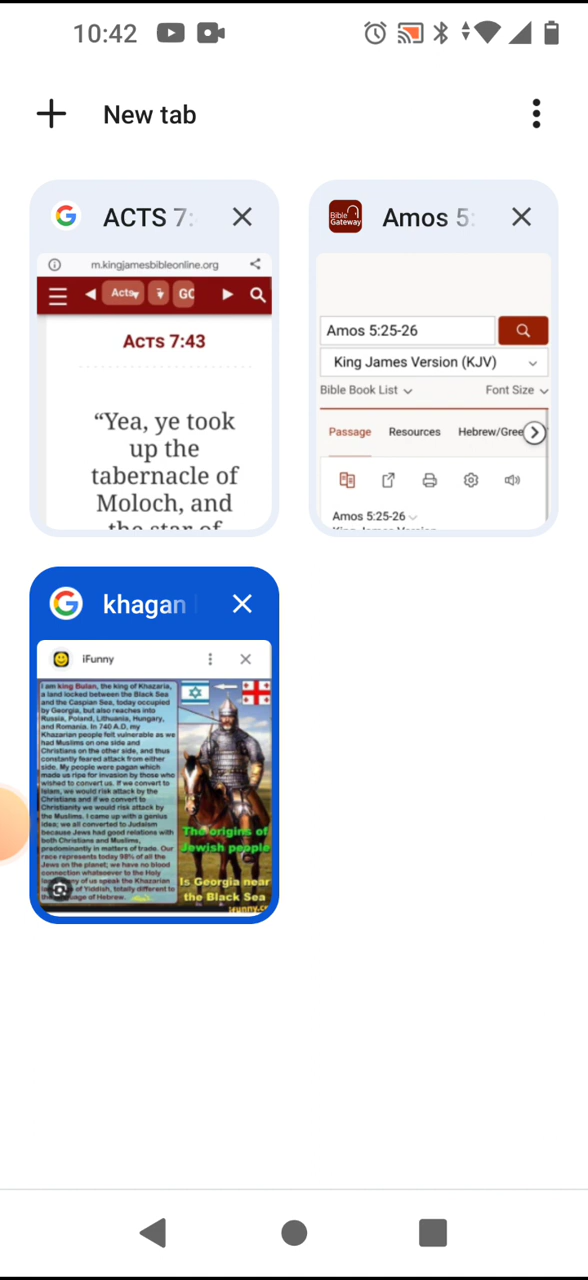 10:42
New tab
ACTS 7:
Amos 5:
m.kingjamesbibleonline.org
Acts
GO
ACTS 7:43
“Yea, ye took
up the
tabernacle of
Moloch, and
the star of
Bible
Gateway
Amos 5:25-26
King James Version (KJV)
Bible Book List
Font Size
Passage Resources Hebrew/Gree
Amos 5:25-26
King James Version
khagan
iFunny
I am king Bulan, the king of Khazaria,
a land locked between the Black Sea
and the Caspian Sea, today occupied
by Georgia, but also reaches into
Russia, Poland, Lithuania, Hungary,
and Romania. In 740 A.D, my
Khazarian people felt vulnerable as we
had Muslims on one side and
Christians on the other side, and thus
constantly feared attack from either
side. My people were pagan which
made us ripe for invasion by those who
wished to convert us. If we convert to
Islam, we would risk attack by the
Christians and if we convert to
Christianity we would risk attack by
the Muslims. I came up with a genius
idea; we all converted to Judaism
because Jews had good relations with
both Christians and Muslims,
predominantly in matters of trade. Our
race represents today 98% of all the
Jews on the planet; we have no blood
connection whatsoever to the Holy
ny of us speak the Khazarian
of Yiddish, totally different to
uage of Hebrew.
The origins of
Jewish people
Is Georgia near
the Black Sea
ifunny.c